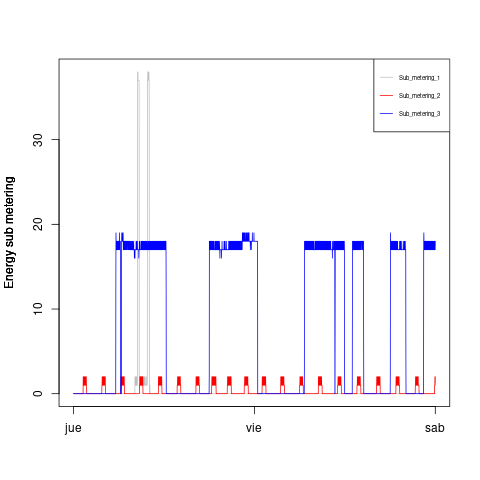 Sub_metering_1
Sub_metering_2
Sub_metering_3
Energy sub metering
30
20
10
0
jue
vie
sab